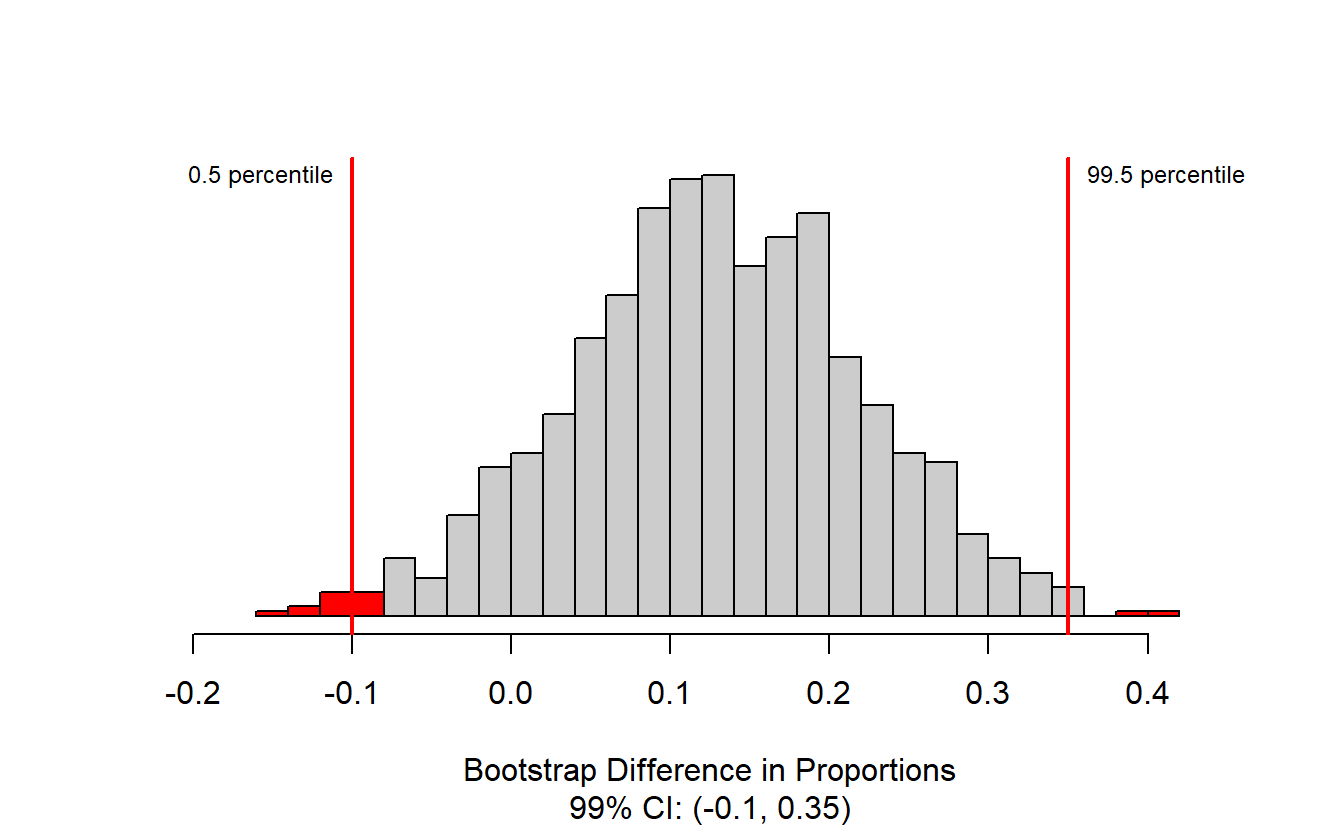 0.5 percentile
99.5 percentile
-0.2 -0.1 0.0 0.1 0.2 0.3 0.4
Bootstrap Difference in Proportions
99% CI: (-0.1, 0.35)